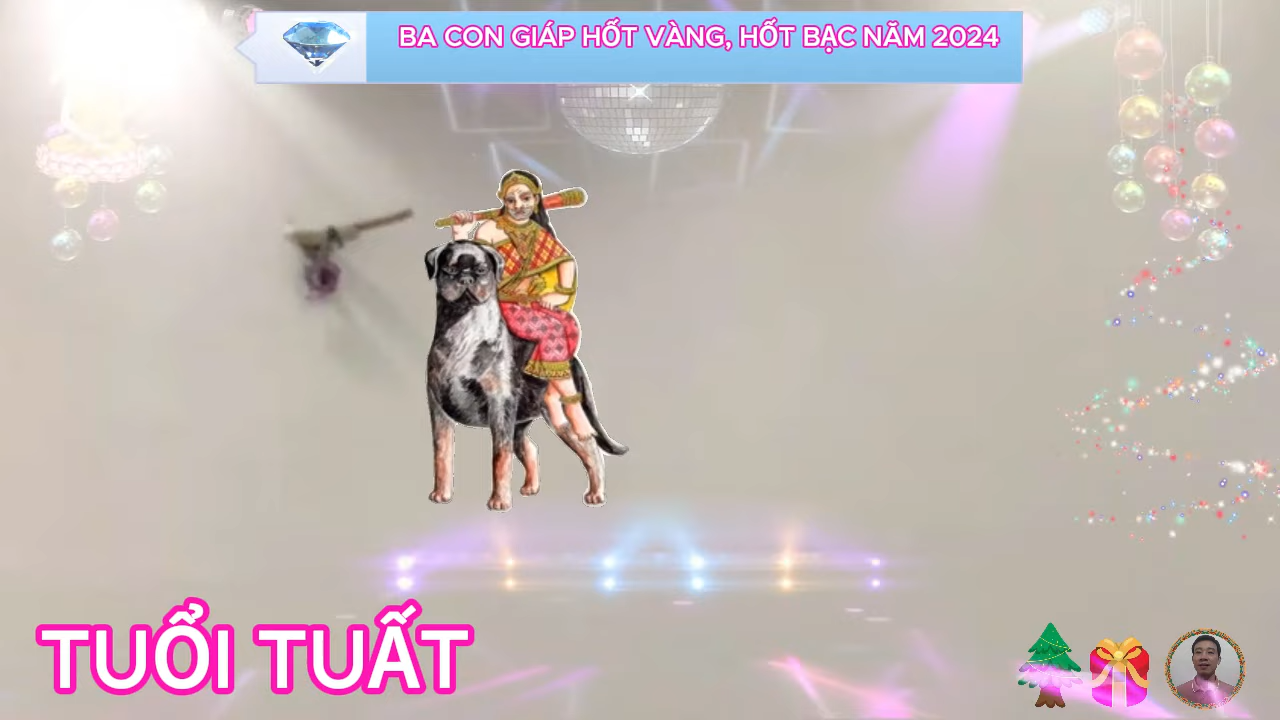 BA CON GIÁP HỐT VÀNG, HỐT BẠC NĂM 2024
TUỔI TUẤT